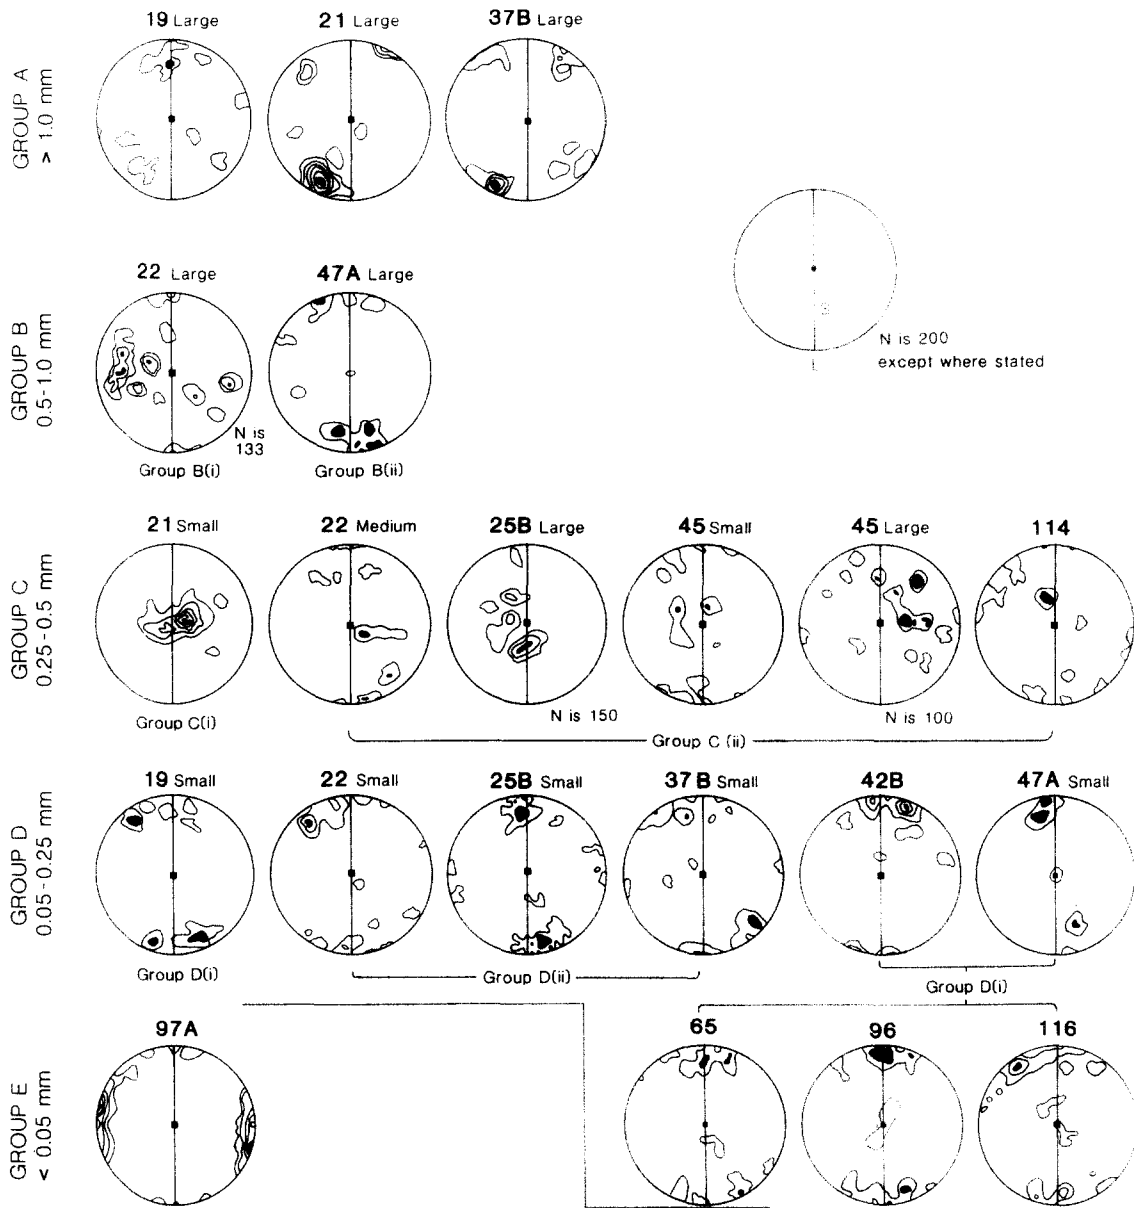 19 Large
21 Large
37B Large
GROUP A
> 1.0 mm
N is 200
except where stated
3
L
22 Large
47A Large
GROUP B
0.5-1.0 mm
N is
133
Group B(i)
Group B(ii)
21 Small
22 Medium
25B Large
45 Small
45 Large
114
GROUP C
0.25-0.5 mm
Group C(i)
N is 150
N is 100
Group C (ii)
19 Small
22 Small
25B Small
37B Small
42B
47A Small
GROUP D
0.05-0.25 mm
Group D(i)
Group D(ii)
Group D(i)
97A
65
96
116
GROUP E
< 0.05 mm